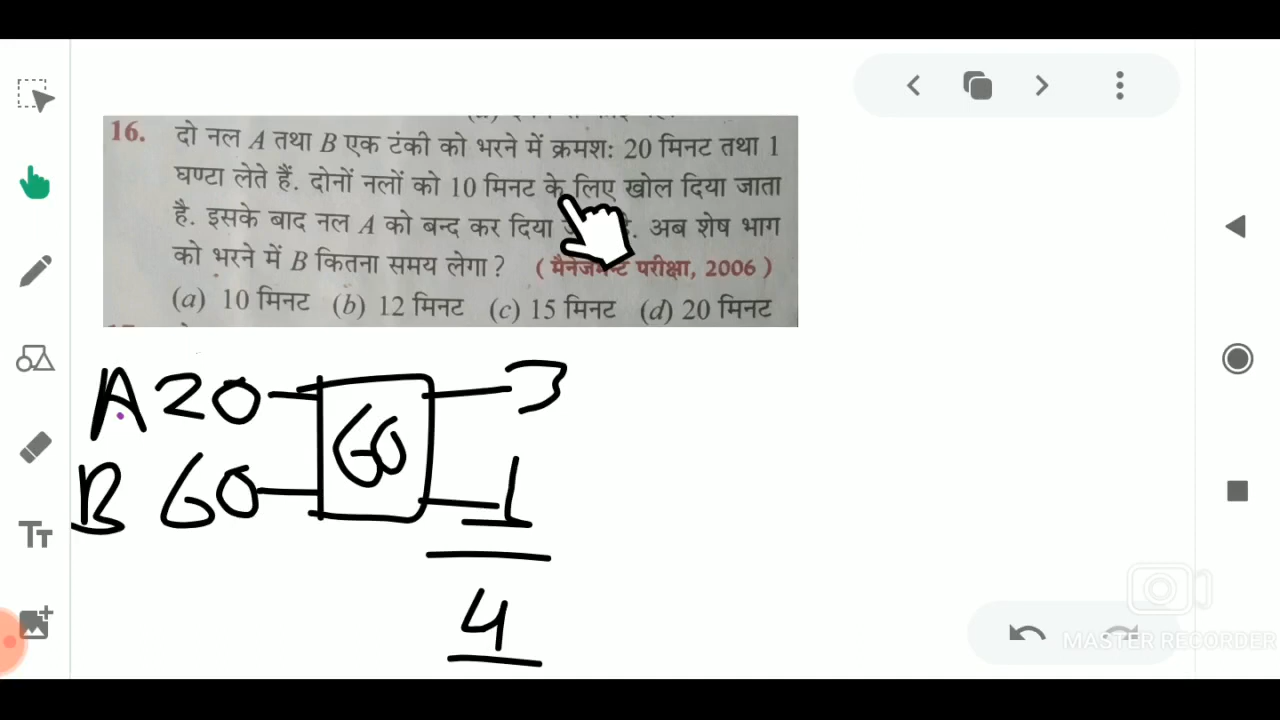 16. दो नल A तथा B एक टंकी को भरने में क्रमश: 20 मिनट तथा 1
घण्टा लेते हैं. दोनों नलों को 10 मिनट के लिए खोल दिया जाता
है. इसके बाद नल A को बन्द कर दिया है. अब शेष भाग
को भरने में B कितना समय लेगा ? ( मैनेजमेन्ट परीक्षा, 2006 )
(a) 10 मिनट (b) 12 मिनट (c) 15 मिनट (d) 20 मिनट
A 20 60 3
B 60 1
4
Tт
MASTER RECORDER